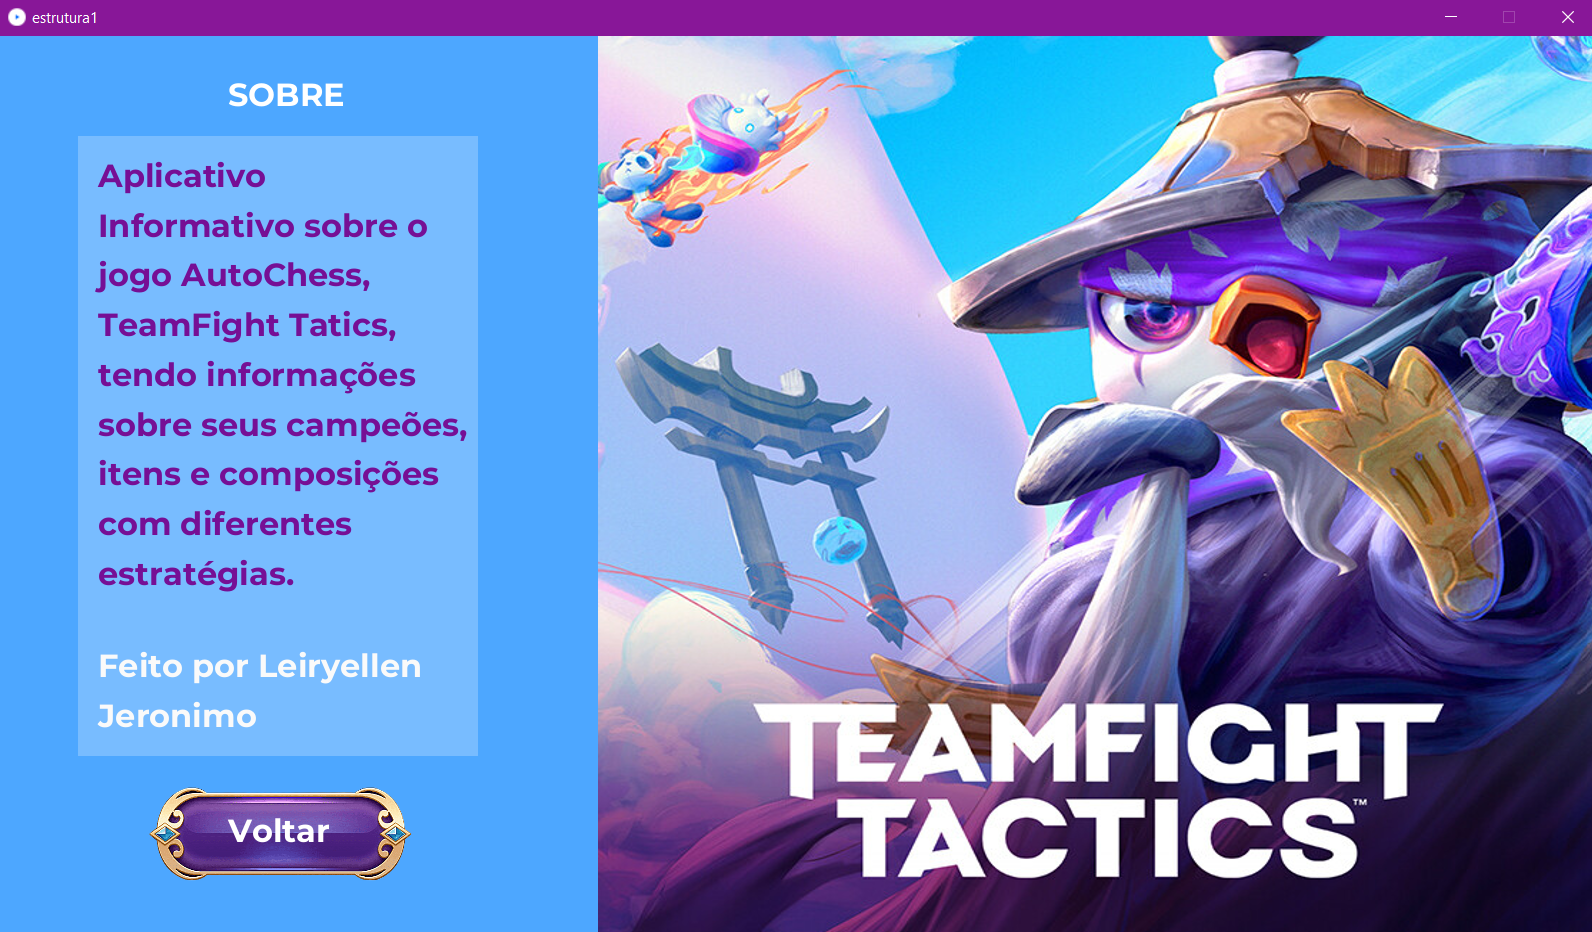 estrutura1
SOBRE
Aplicativo
Informativo sobre o
jogo AutoChess,
TeamFight Tatics,
tendo informações
sobre seus campeões,
itens e composições
com diferentes
estratégias.
Feito por Leiryellen
Jeronimo
Voltar
TEAMFIGHT
TACTICS™